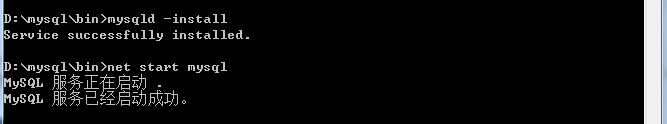 D:\mysql\bin>mysqld -install
Service successfully installed.
D:\mysql\bin>net start mysql
MySQL 服务正在启动 .
MySQL 服务已经启动成功。